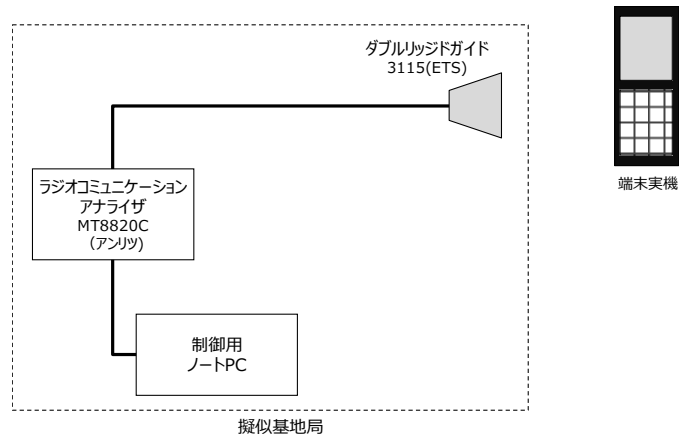 ダブルリッジドガイド
3115(ETS)
ラジオコミュニケーション
アナライザ
MT8820C
(アンリツ)
端末実機
制御用
ノートPC
擬似基地局